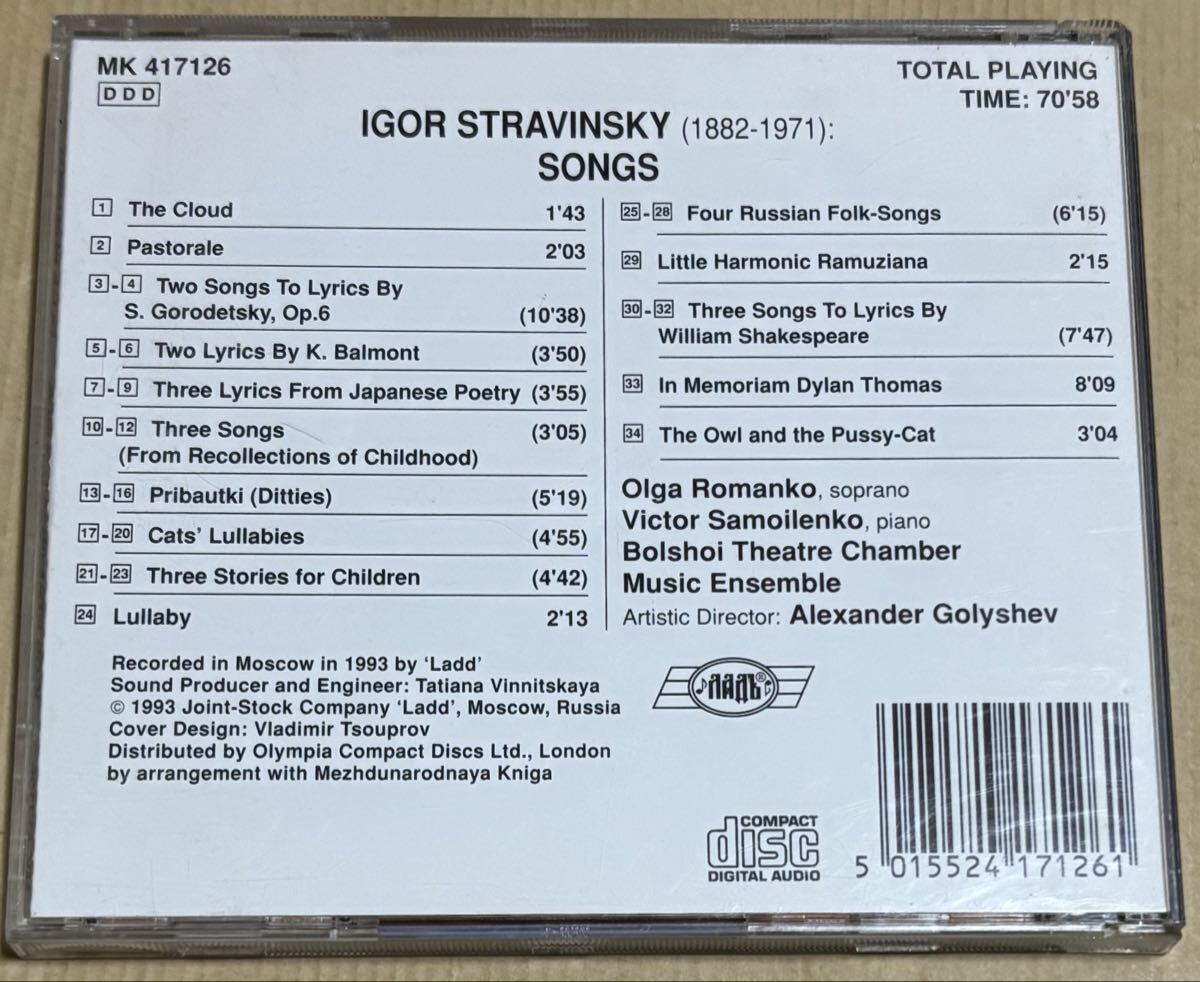 MK 417126
DDD
TOTAL PLAYING
TIME: 70'58
IGOR STRAVINSKY (1882-1971):
SONGS
1 The Cloud 1'43
2 Pastorale 2'03
3-4 Two Songs To Lyrics By
S. Gorodetsky, Op.6 (10'38)
5-6 Two Lyrics By K. Balmont (3'50)
7-9 Three Lyrics From Japanese Poetry (3'55)
10-12 Three Songs (3'05)
(From Recollections of Childhood)
13-16 Pribautki (Ditties) (5'19)
17-20 Cats' Lullabies (4'55)
21-23 Three Stories for Children (4'42)
24 Lullaby 2'13
25-28 Four Russian Folk-Songs (6'15)
29 Little Harmonic Ramuziana 2'15
30-32 Three Songs To Lyrics By
William Shakespeare (7'47)
33 In Memoriam Dylan Thomas 8'09
34 The Owl and the Pussy-Cat 3'04
Olga Romanko, soprano
Victor Samoilenko, piano
Bolshoi Theatre Chamber
Music Ensemble
Artistic Director: Alexander Golyshev
Recorded in Moscow in 1993 by 'Ladd'
Sound Producer and Engineer: Tatiana Vinnitskaya
© 1993 Joint-Stock Company 'Ladd', Moscow, Russia
Cover Design: Vladimir Tsouprov
Distributed by Olympia Compact Discs Ltd., London
by arrangement with Mezhdunarodnaya Kniga
ЛАДЪ®
COMPACT
disc
DIGITAL AUDIO
5 015524 171261